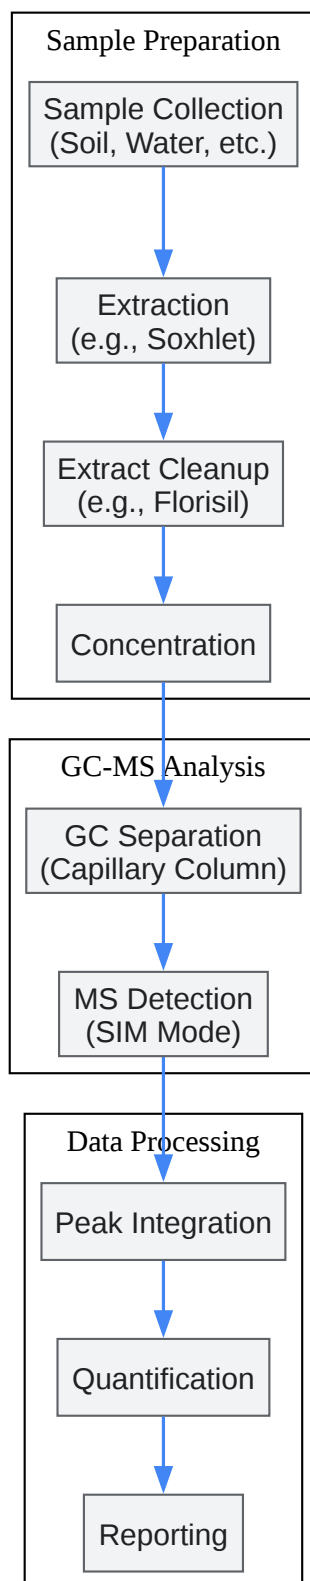 Sample Preparation
Sample Collection
(Soil, Water, etc.)
Extraction
(e.g., Soxhlet)
Extract Cleanup
(e.g., Florisil)
Concentration
GC-MS Analysis
GC Separation
(Capillary Column)
MS Detection
(SIM Mode)
Data Processing
Peak Integration
Quantification
Reporting